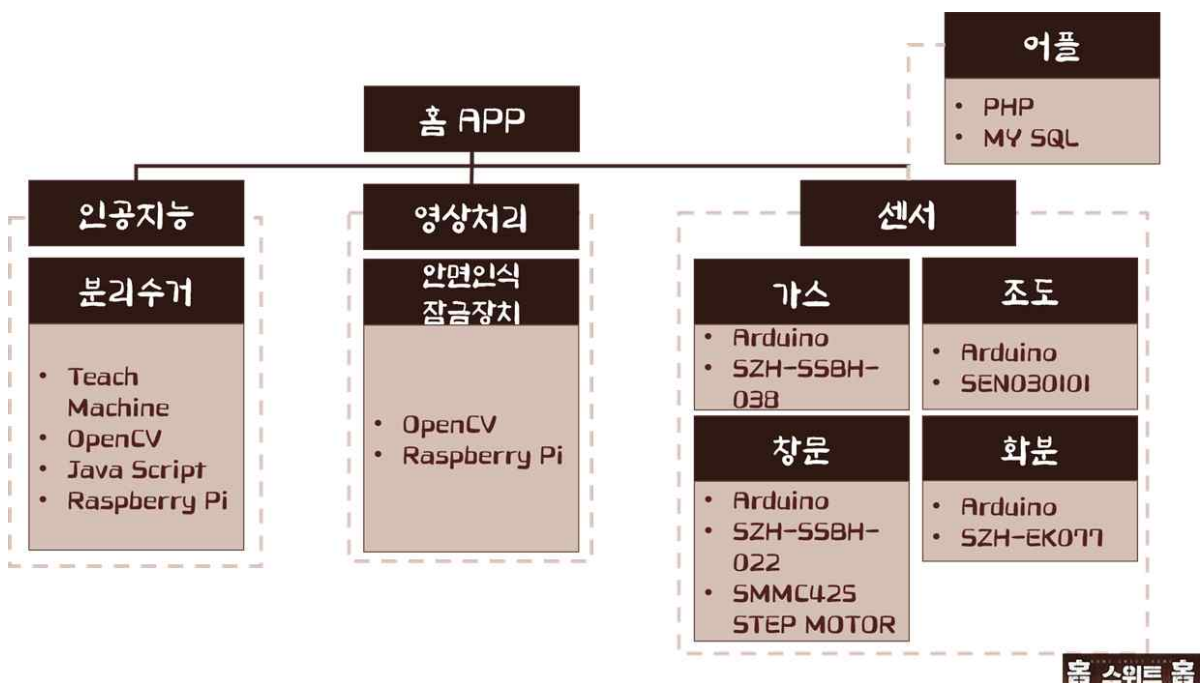 어플
• PHP
• MY SQL
홈 APP
인공지능
분리수거
• Teach
Machine
• OpenCV
• Java Script
• Raspberry Pi
영상처리
안면인식
잠금장치
• OpenCV
• Raspberry Pi
센서
가스
• Arduino
• SZH-SSBH-
038
조도
• Arduino
• SEN030101
창문
• Arduino
• SZH-SSBH-
022
• SMMC42S
STEP MOTOR
화분
• Arduino
• SZH-EK077
홈 스위트 홈